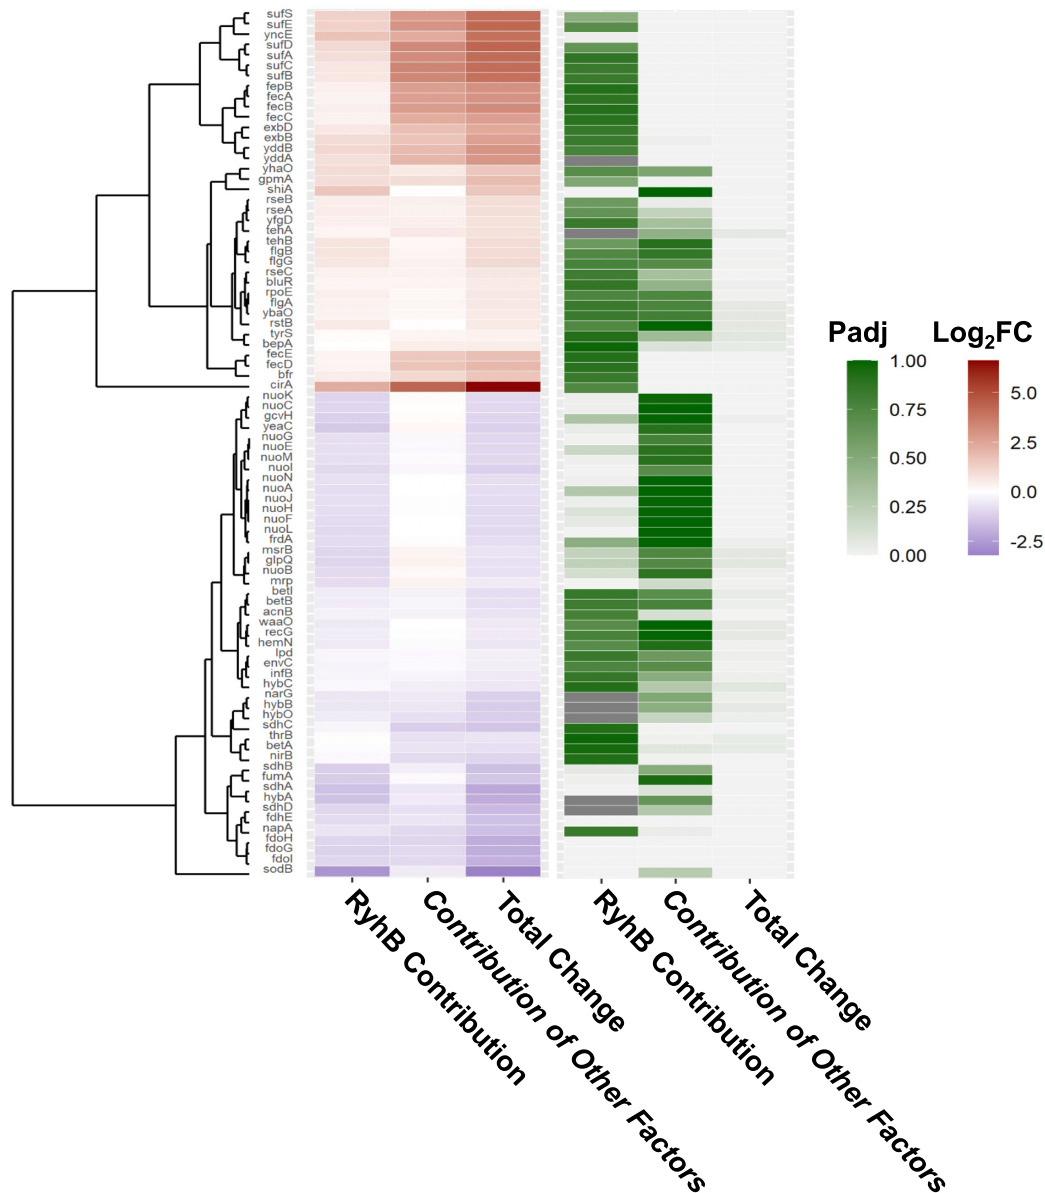 sufS
sufE
yncE
sufD
sufA
sufC
sufB
fepB
fecA
fecB
fecC
exbD
exbB
yddB
yddA
yhaO
gpmA
shiA
rseB
rseA
yfgD
tehA
tehB
flgB
flgG
rseC
bluR
rpoE
flgA
ybaO
rstB
tyrS
bepA
fecE
fecD
bfr
cirA
nuoK
nuoC
gcvH
yeaC
nuoG
nuoE
nuoM
nuoI
nuoN
nuoA
nuoJ
nuoH
nuoF
nuoL
frdA
msrB
glpQ
nuoB
mrp
betI
betB
acnB
waaO
recG
hemN
lpd
envC
infB
hybC
narG
hybB
hybO
sdhC
thrB
betA
nirB
sdhB
fumA
sdhA
hybA
sdhD
fdhE
napA
fdoH
fdoG
fdoI
sodB
RyhB Contribution
Contribution of Other Factors
Total Change
RyhB Contribution
Contribution of Other Factors
Total Change
Padj
1.00
0.75
0.50
0.25
0.00
Log₂FC
5.0
2.5
0.0
-2.5